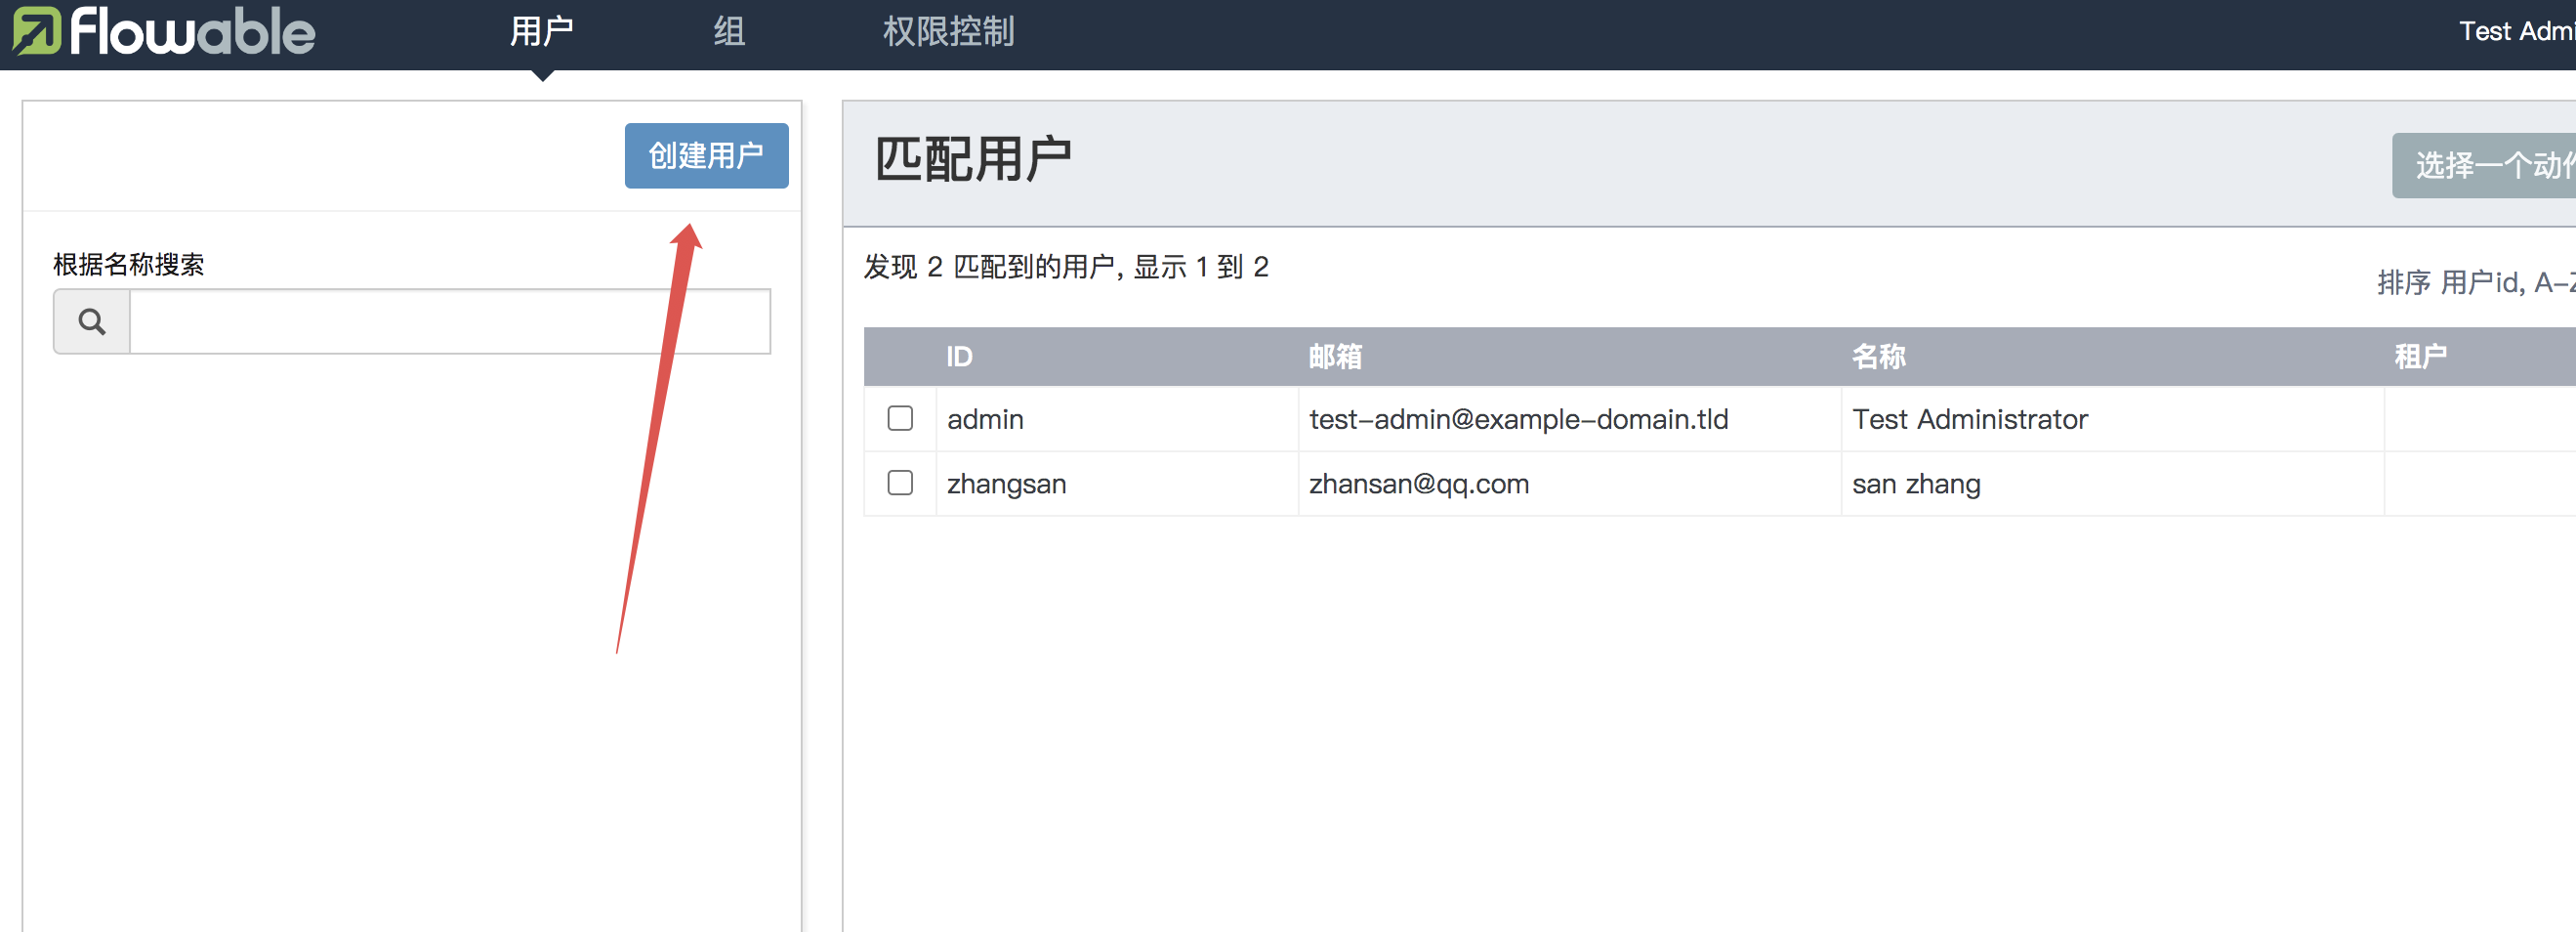 flowable 用户 组 权限控制 Test Admi
创建用户
根据名称搜索
匹配用户
选择一个动作
发现 2 匹配到的用户, 显示 1 到 2
排序 用户id, A-Z
ID 邮箱 名称 租户
admin test-admin@example-domain.tld Test Administrator
zhangsan zhansan@qq.com san zhang